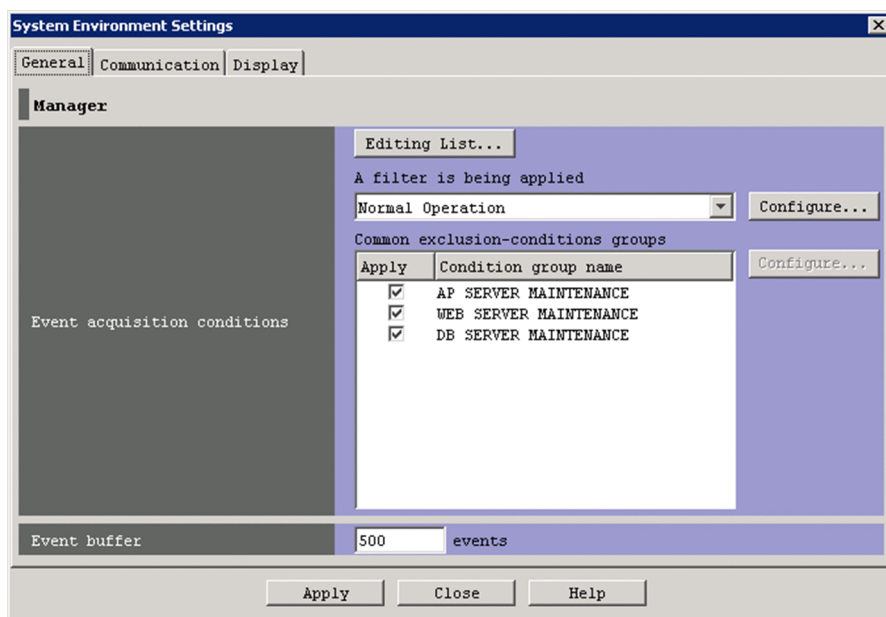 System Environment Settings
General Communication Display
Manager
Editing List...
A filter is being applied
Normal Operation Configure...
Common exclusion-conditions groups
Configure...
Apply Condition group name
AP SERVER MAINTENANCE
WEB SERVER MAINTENANCE
DB SERVER MAINTENANCE
Event acquisition conditions
Event buffer 500 events
Apply Close Help